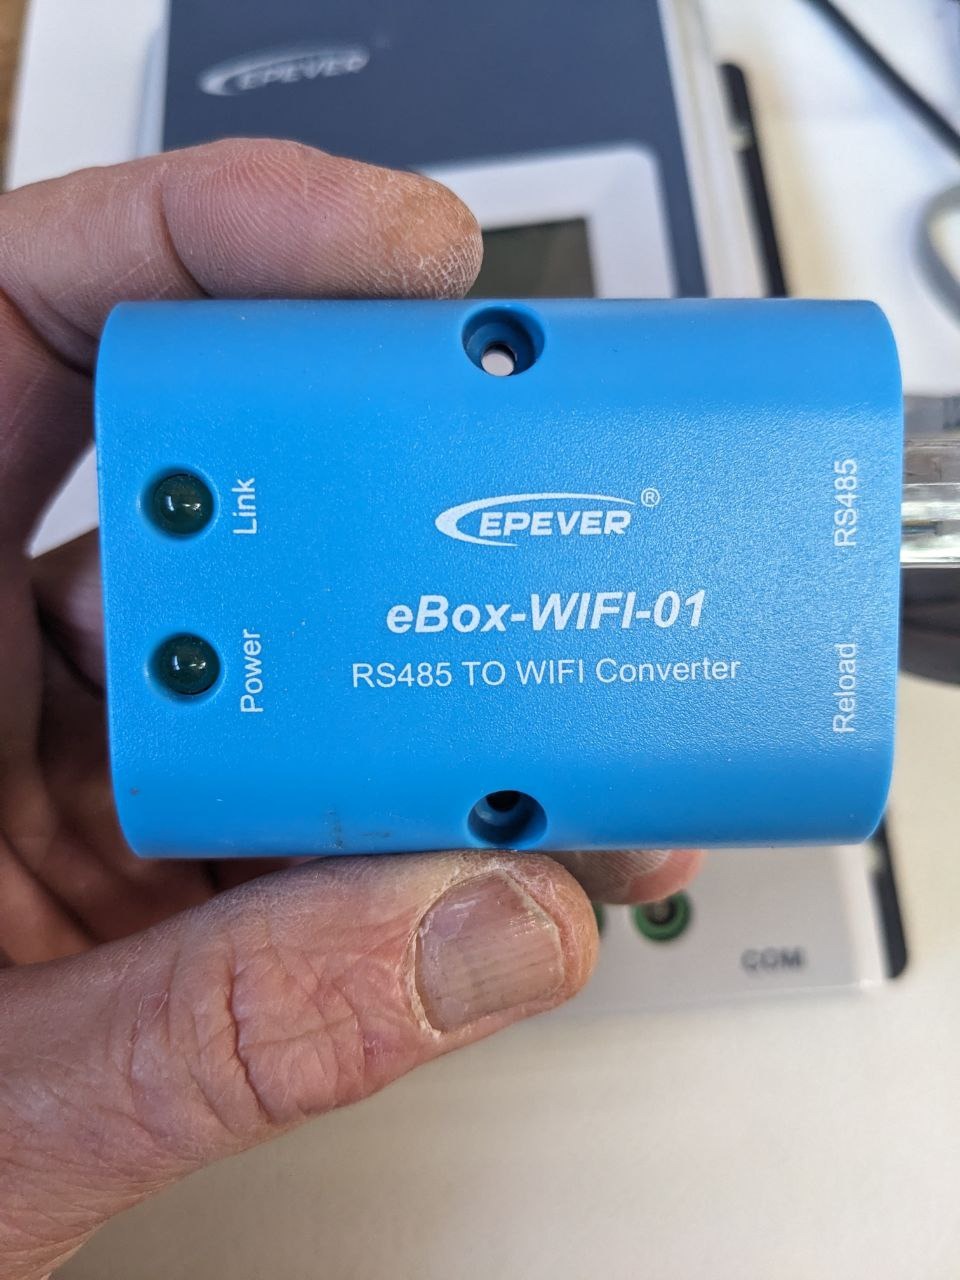 EPEVER
Link
Power
EPEVER®
eBox-WIFI-01
RS485 TO WIFI Converter
RS485
Reload
COM